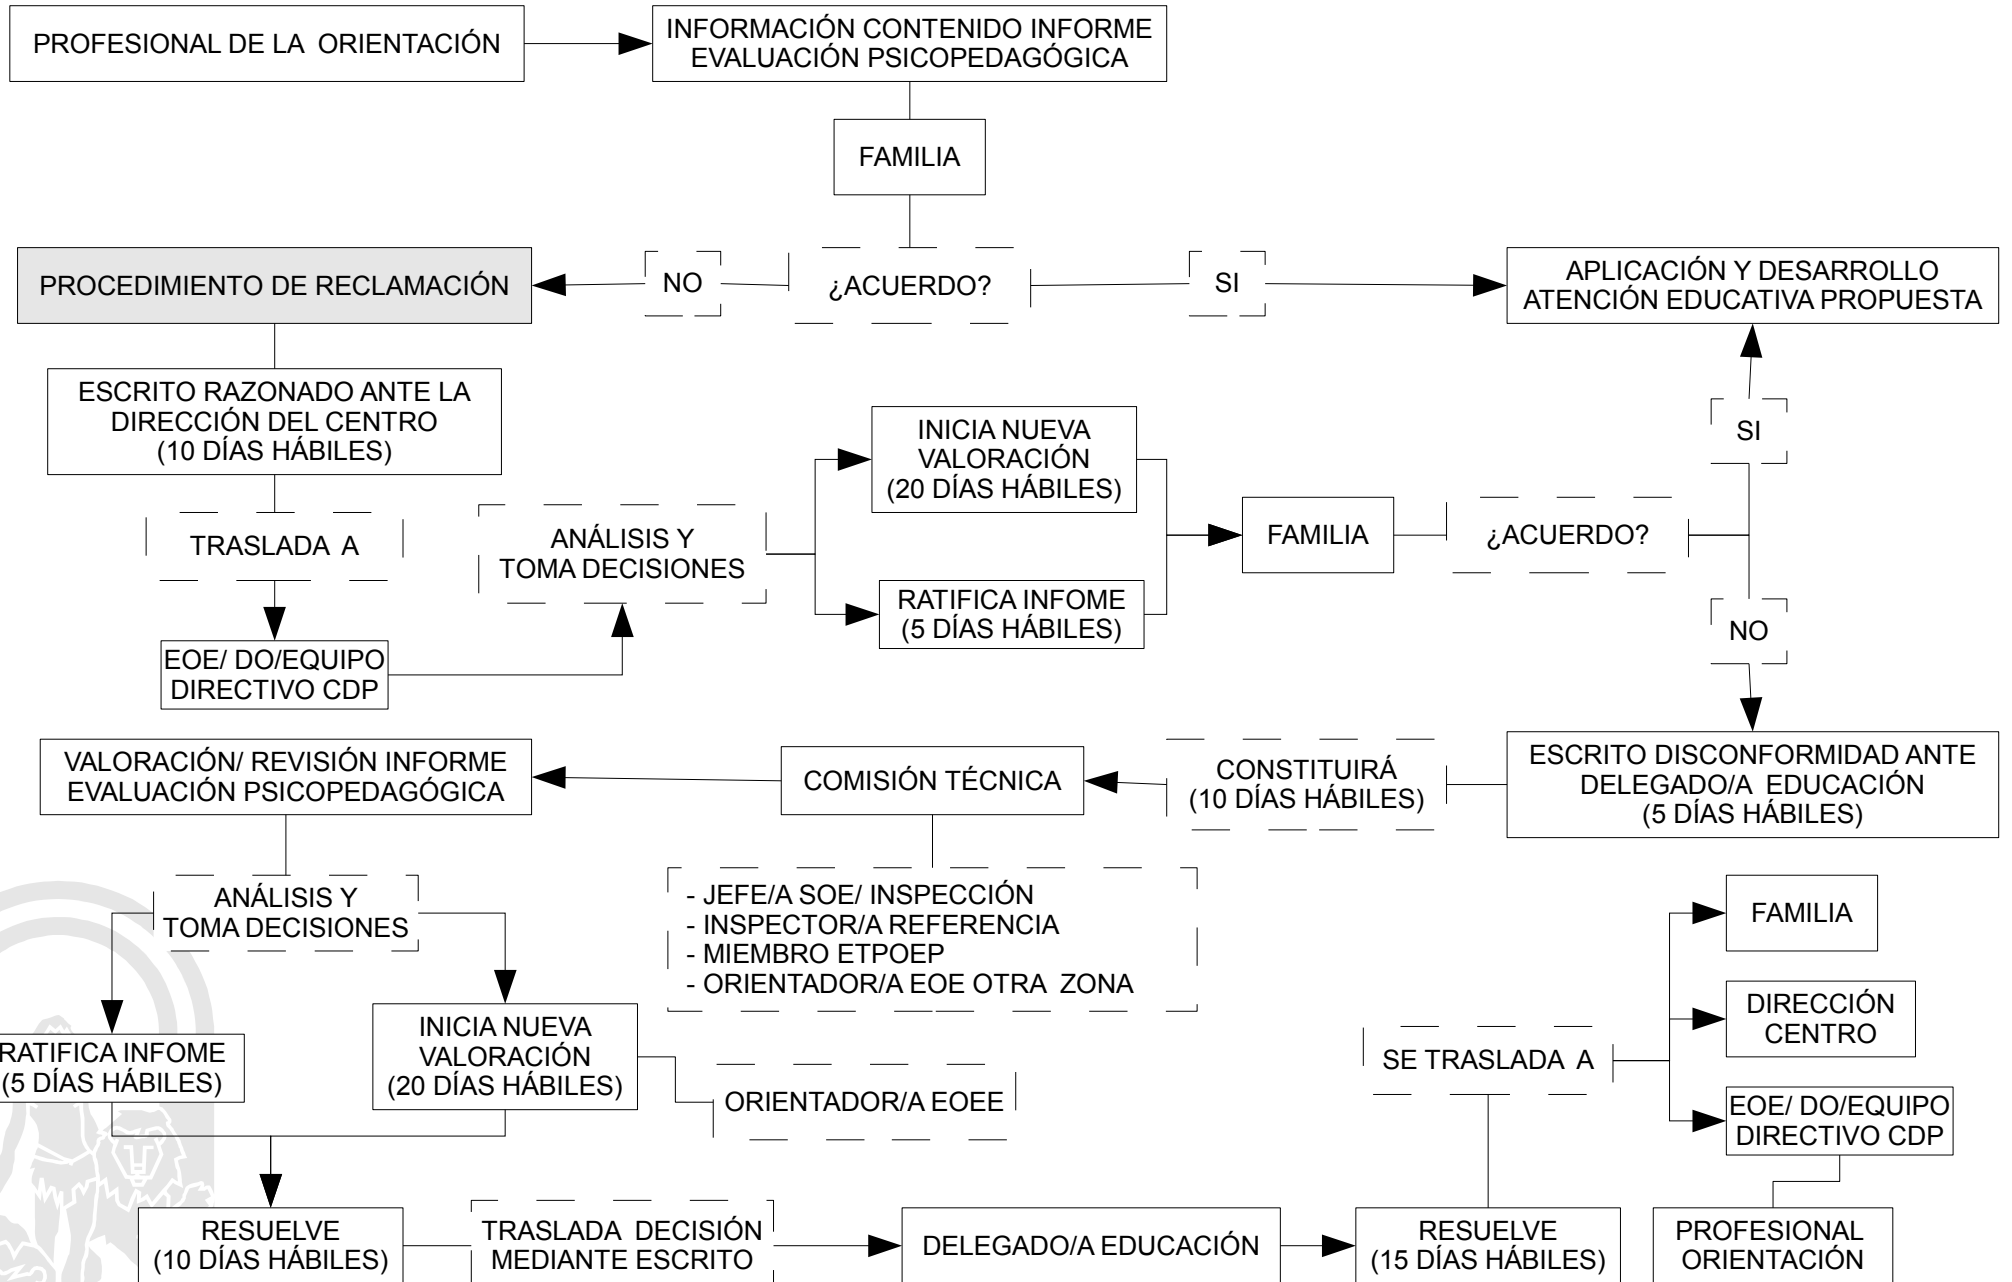 PROFESIONAL DE LA ORIENTACIÓN
INFORMACIÓN CONTENIDO INFORME
EVALUACIÓN PSICOPEDAGÓGICA
FAMILIA
PROCEDIMIENTO DE RECLAMACIÓN
NO
¿ACUERDO?
SI
APLICACIÓN Y DESARROLLO
ATENCIÓN EDUCATIVA PROPUESTA
ESCRITO RAZONADO ANTE LA
DIRECCIÓN DEL CENTRO
(10 DÍAS HÁBILES)
TRASLADA A
EOE/ DO/EQUIPO
DIRECTIVO CDP
ANÁLISIS Y
TOMA DECISIONES
INICIA NUEVA
VALORACIÓN
(20 DÍAS HÁBILES)
RATIFICA INFOME
(5 DÍAS HÁBILES)
FAMILIA
¿ACUERDO?
SI
NO
ESCRITO DISCONFORMIDAD ANTE
DELEGADO/A EDUCACIÓN
(5 DÍAS HÁBILES)
CONSTITUIRÁ
(10 DÍAS HÁBILES)
COMISIÓN TÉCNICA
- JEFE/A SOE/ INSPECCIÓN
- INSPECTOR/A REFERENCIA
- MIEMBRO ETPOEP
- ORIENTADOR/A EOE OTRA ZONA
VALORACIÓN/ REVISIÓN INFORME
EVALUACIÓN PSICOPEDAGÓGICA
ANÁLISIS Y
TOMA DECISIONES
RATIFICA INFOME
(5 DÍAS HÁBILES)
INICIA NUEVA
VALORACIÓN
(20 DÍAS HÁBILES)
ORIENTADOR/A EOEE
RESUELVE
(10 DÍAS HÁBILES)
TRASLADA DECISIÓN
MEDIANTE ESCRITO
DELEGADO/A EDUCACIÓN
RESUELVE
(15 DÍAS HÁBILES)
SE TRASLADA A
FAMILIA
DIRECCIÓN
CENTRO
EOE/ DO/EQUIPO
DIRECTIVO CDP
PROFESIONAL
ORIENTACIÓN